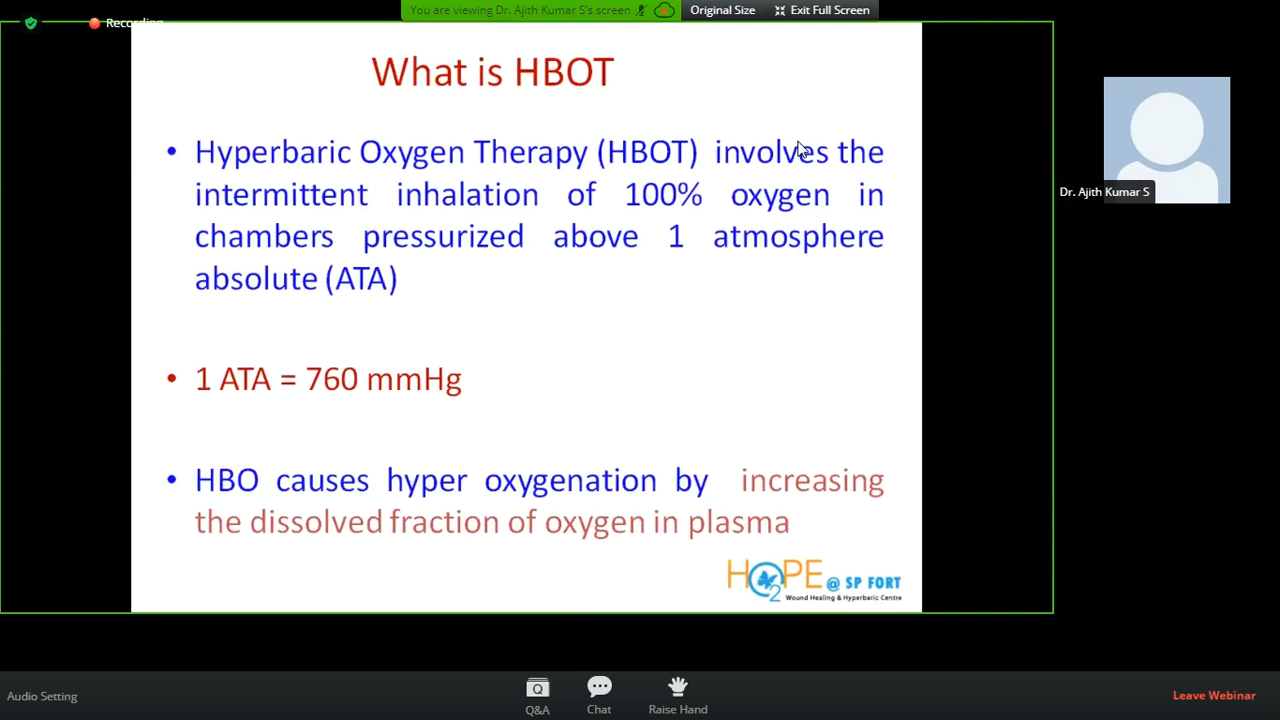 You are viewing Dr. Ajith Kumar S's screen
Original Size
Exit Full Screen
Recording
What is HBOT
• Hyperbaric Oxygen Therapy (HBOT) involves the
intermittent inhalation of 100% oxygen in
chambers pressurized above 1 atmosphere
absolute (ATA)
• 1 ATA = 760 mmHg
• HBO causes hyper oxygenation by increasing
the dissolved fraction of oxygen in plasma
HO2PE @ SP FORT
Wound Healing & Hyperbaric Centre
Dr. Ajith Kumar S
Audio Setting
Q
Q&A
Chat
Raise Hand
Leave Webinar